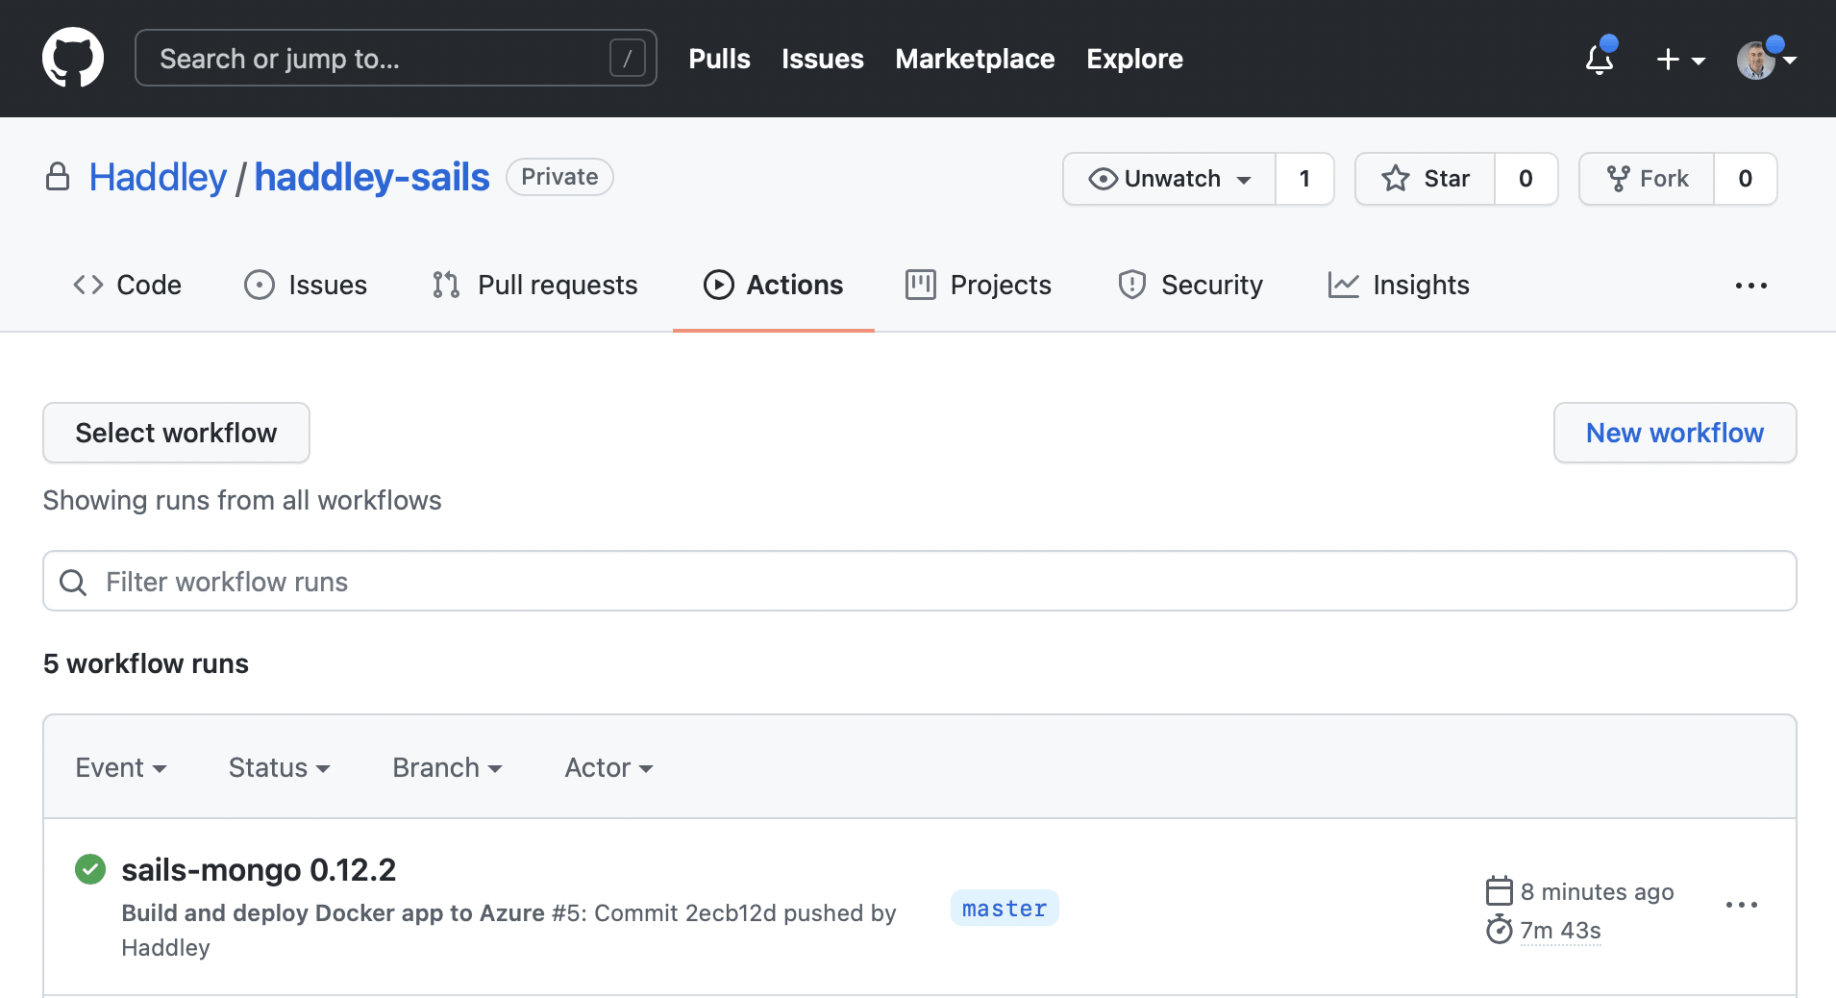 Search or jump to... / Pulls Issues Marketplace Explore
Haddley / haddley-sails Private Unwatch 1 Star 0 Fork 0
Code Issues Pull requests Actions Projects Security Insights
Select workflow New workflow
Showing runs from all workflows
Filter workflow runs
5 workflow runs
Event Status Branch Actor
sails-mongo 0.12.2
Build and deploy Docker app to Azure #5: Commit 2ecb12d pushed by
Haddley
master
8 minutes ago
7m 43s